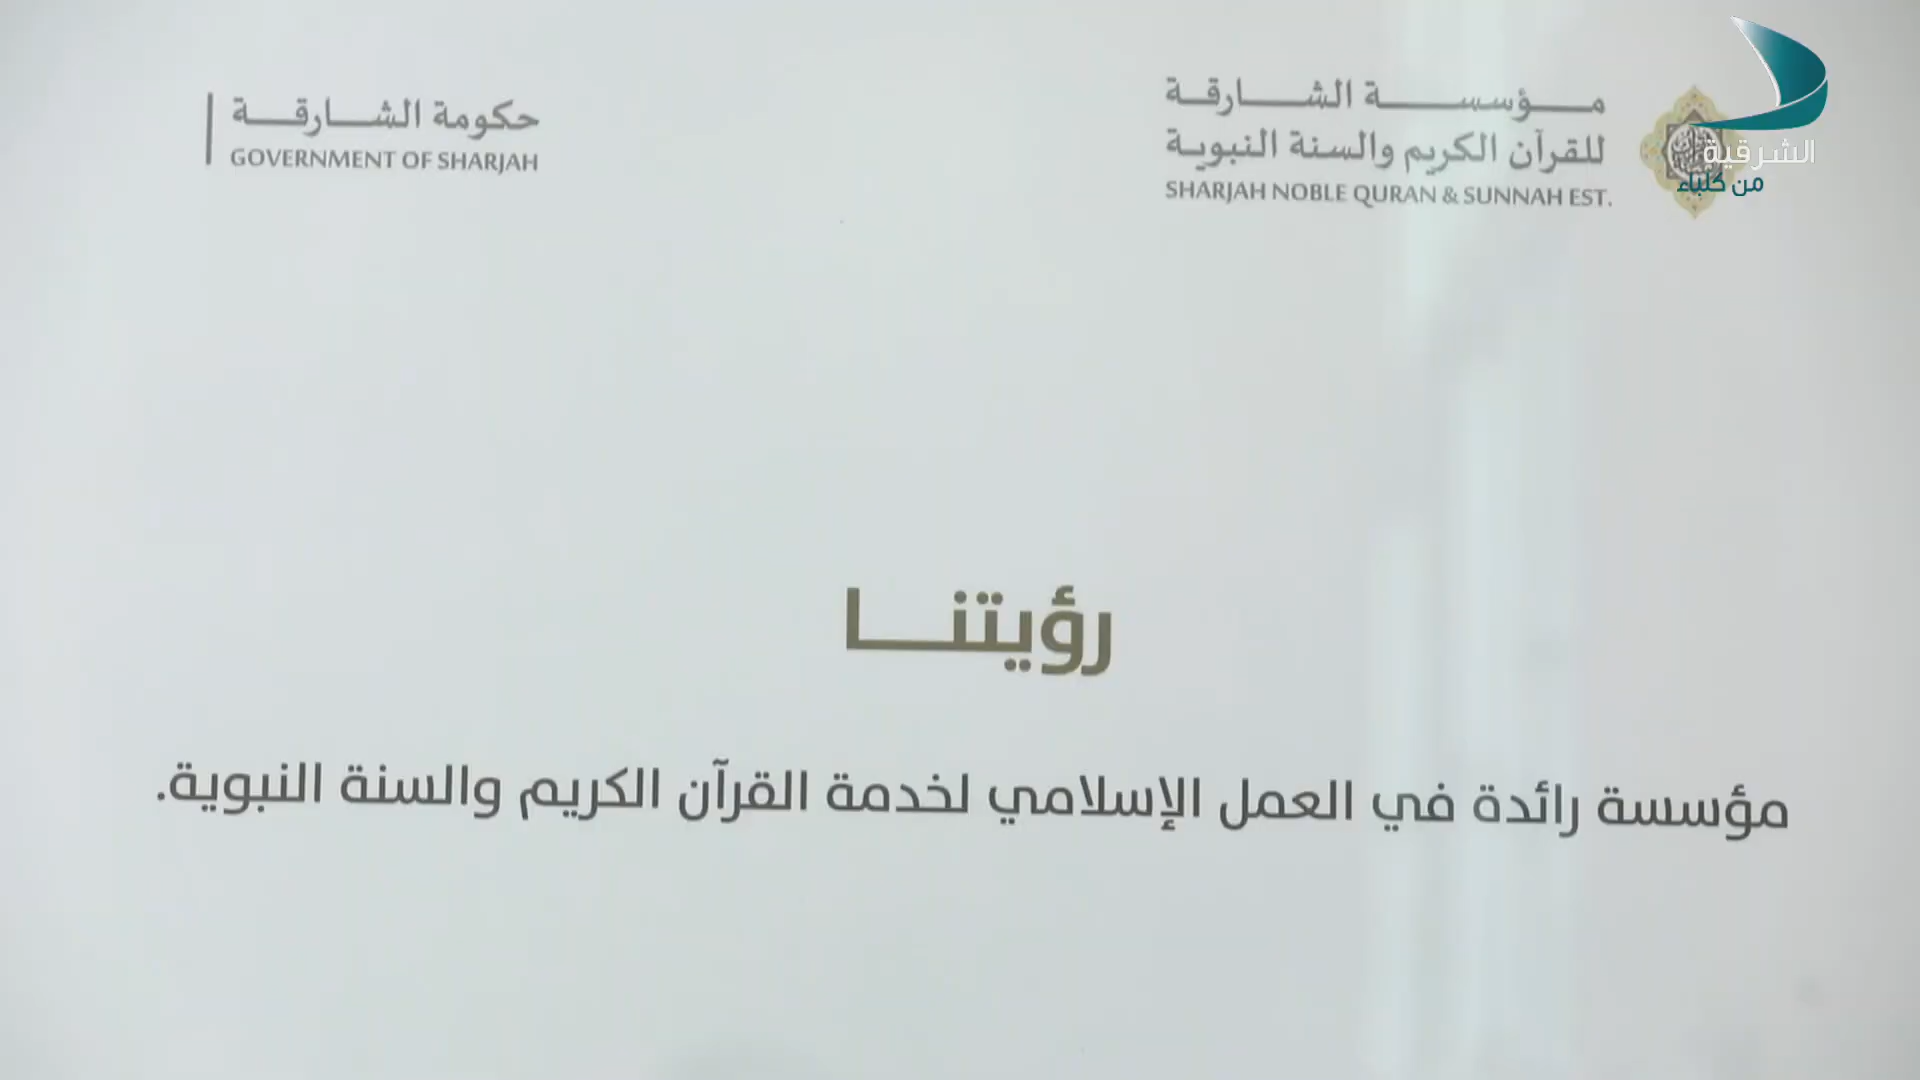 مؤسسة الشارقة
للقرآن الكريم والسنة النبوية
SHARJAH NOBLE QURAN & SUNNAH EST.
حكومة الشارقة
GOVERNMENT OF SHARJAH
الشرقية
من كلباء
رؤيتنا
مؤسسة رائدة في العمل الإسلامي لخدمة القرآن الكريم والسنة النبوية.